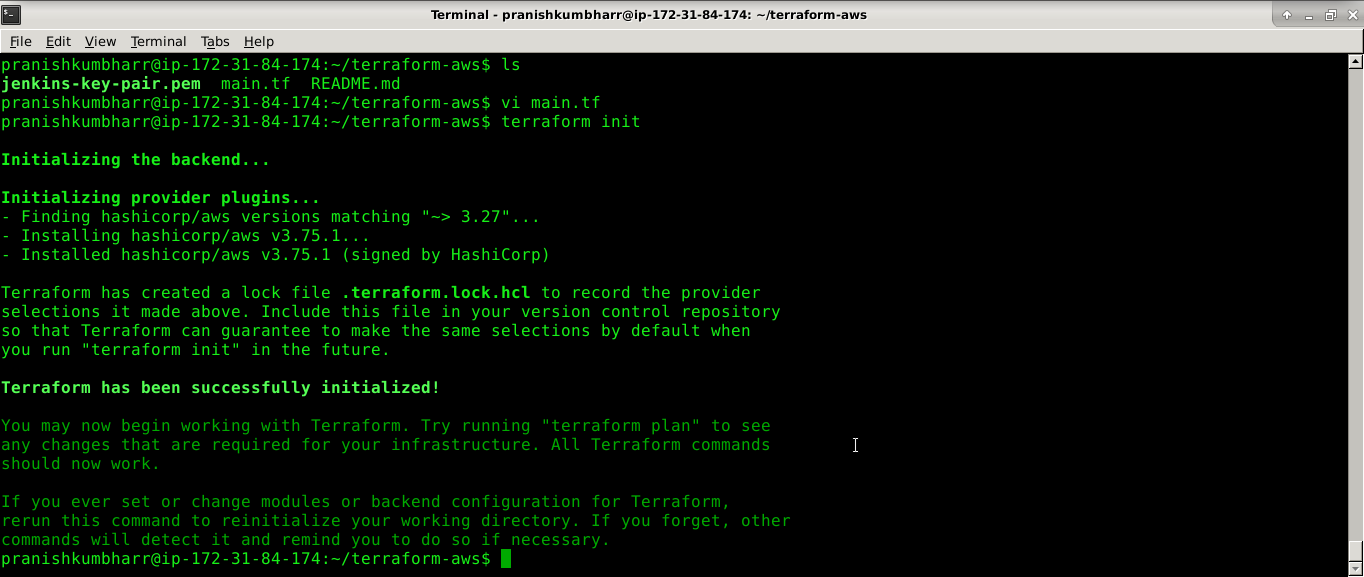 Terminal - pranishkumbharr@ip-172-31-84-174: ~/terraform-aws
File Edit View Terminal Tabs Help
pranishkumbharr@ip-172-31-84-174:~/terraform-aws$ ls
jenkins-key-pair.pem  main.tf  README.md
pranishkumbharr@ip-172-31-84-174:~/terraform-aws$ vi main.tf
pranishkumbharr@ip-172-31-84-174:~/terraform-aws$ terraform init
Initializing the backend...
Initializing provider plugins...
- Finding hashicorp/aws versions matching "~> 3.27"...
- Installing hashicorp/aws v3.75.1...
- Installed hashicorp/aws v3.75.1 (signed by HashiCorp)
Terraform has created a lock file .terraform.lock.hcl to record the provider
selections it made above. Include this file in your version control repository
so that Terraform can guarantee to make the same selections by default when
you run "terraform init" in the future.
Terraform has been successfully initialized!
You may now begin working with Terraform. Try running "terraform plan" to see
any changes that are required for your infrastructure. All Terraform commands
should now work.
If you ever set or change modules or backend configuration for Terraform,
rerun this command to reinitialize your working directory. If you forget, other
commands will detect it and remind you to do so if necessary.
pranishkumbharr@ip-172-31-84-174:~/terraform-aws$